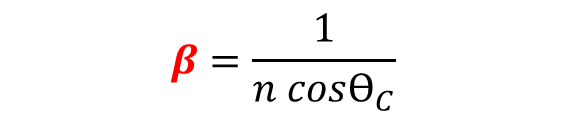 β = 1 / (n cosΘ_C)